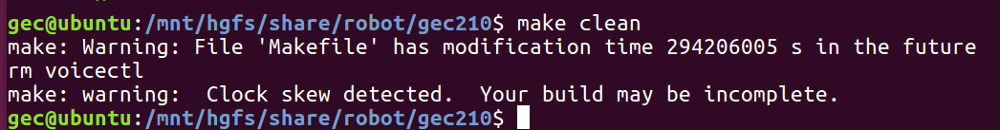 gec@ubuntu:/mnt/hgfs/share/robot/gec210$ make clean
make: Warning: File 'Makefile' has modification time 294206005 s in the future
rm voicectl
make: warning:  Clock skew detected.  Your build may be incomplete.
gec@ubuntu:/mnt/hgfs/share/robot/gec210$